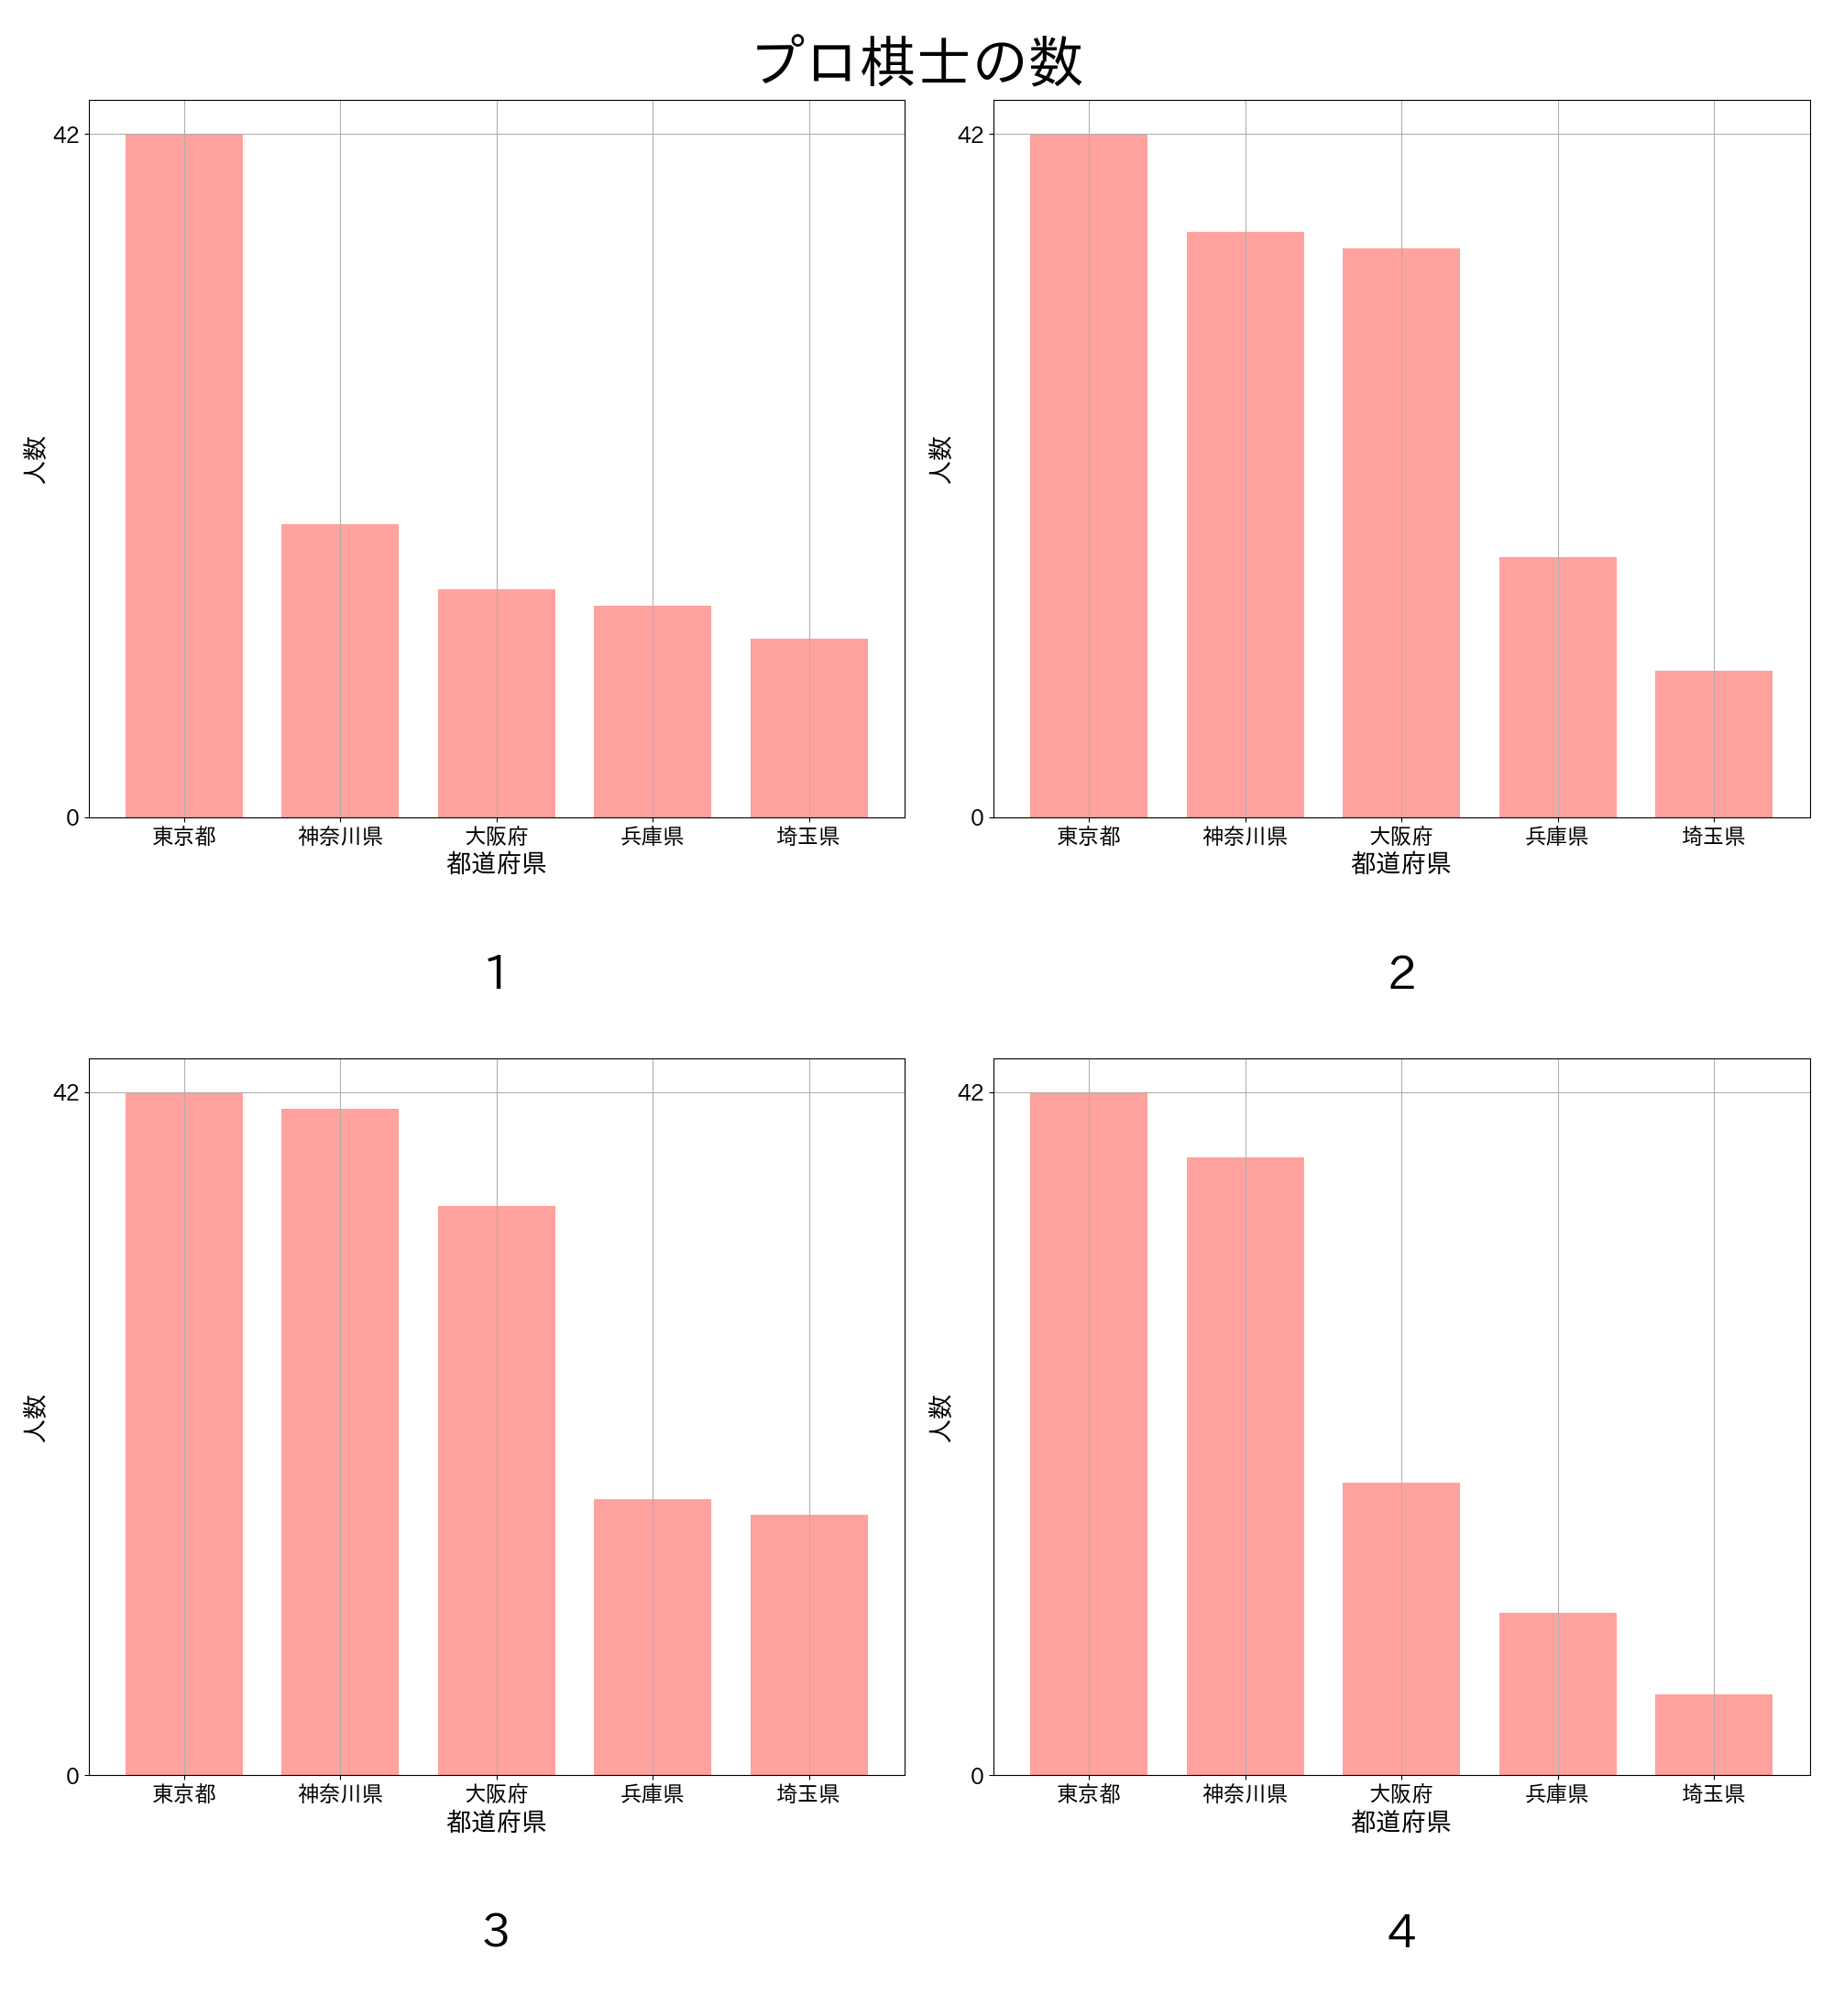 プロ棋士の数
42
0
人数
東京都 神奈川県 大阪府 兵庫県 埼玉県
都道府県
1
42
0
人数
東京都 神奈川県 大阪府 兵庫県 埼玉県
都道府県
2
42
0
人数
東京都 神奈川県 大阪府 兵庫県 埼玉県
都道府県
3
42
0
人数
東京都 神奈川県 大阪府 兵庫県 埼玉県
都道府県
4